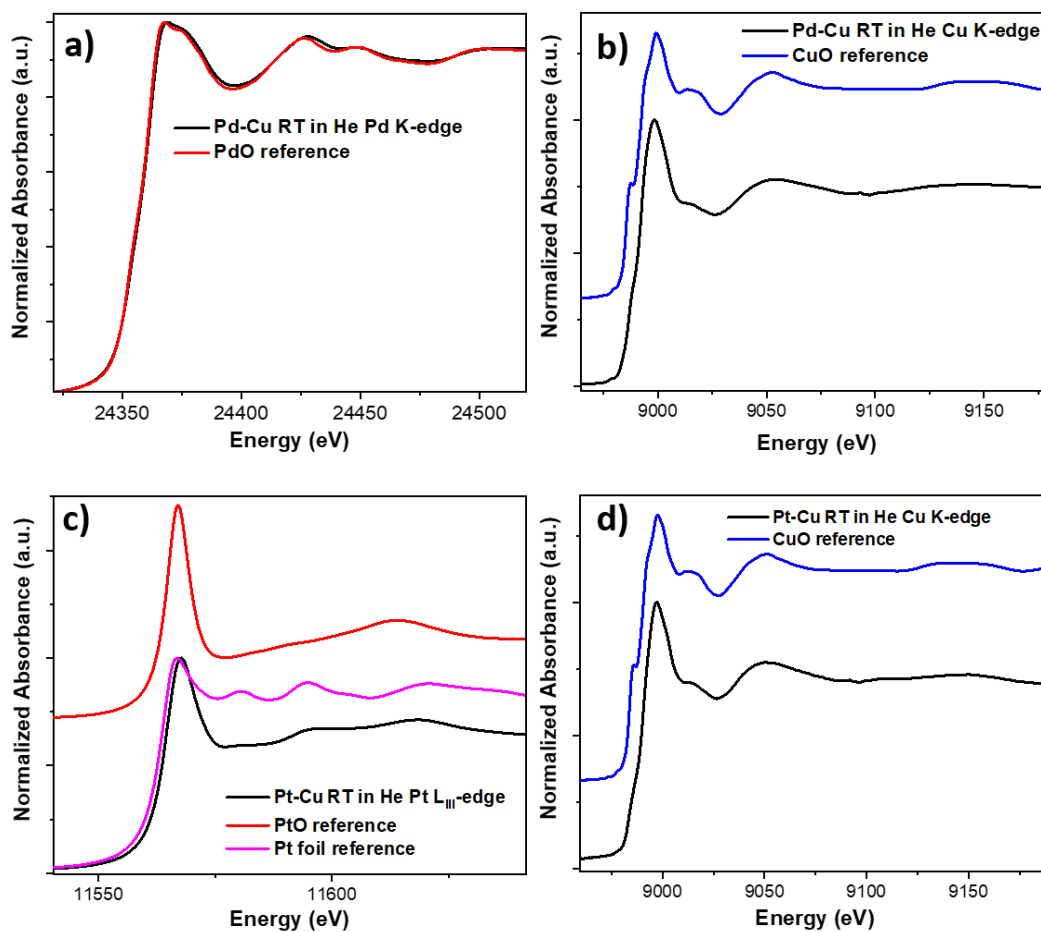 a)
Normalized Absorbance (a.u.)
Pd-Cu RT in He Pd K-edge
PdO reference
24350 24400 24450 24500
Energy (eV)
b)
Normalized Absorbance (a.u.)
Pd-Cu RT in He Cu K-edge
CuO reference
9000 9050 9100 9150
Energy (eV)
c)
Normalized Absorbance (a.u.)
Pt-Cu RT in He Pt LIII-edge
PtO reference
Pt foil reference
11550 11600
Energy (eV)
d)
Normalized Absorbance (a.u.)
Pt-Cu RT in He Cu K-edge
CuO reference
9000 9050 9100 9150
Energy (eV)